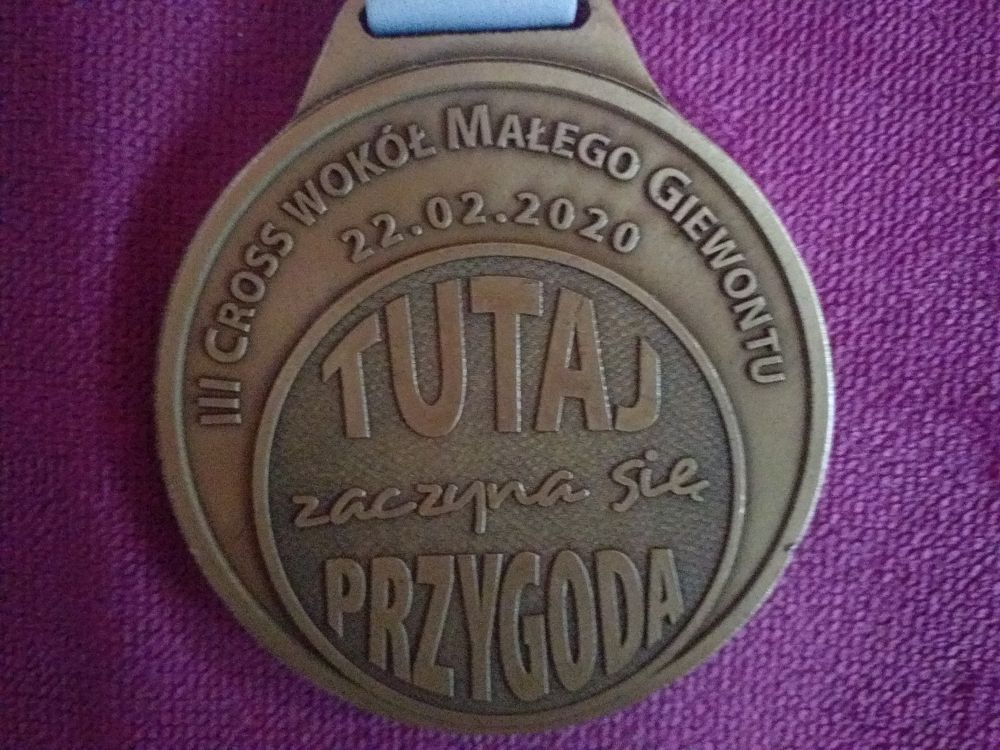 III CROSS WOKÓŁ MAŁEGO GIEWONTU
22.02.2020
TUTAJ
zaczyna się
PRZYGODA